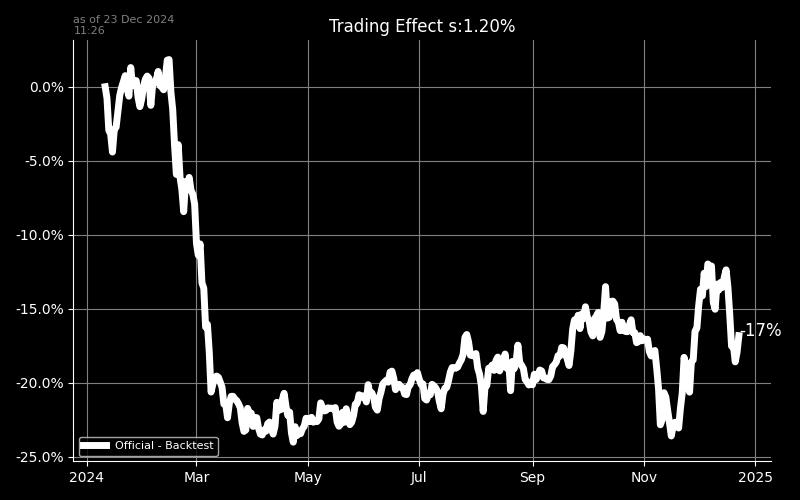 as of 23 Dec 2024
11:26
Trading Effect s:1.20%
0.0%
-5.0%
-10.0%
-15.0%
-17%
-20.0%
-25.0%
Official - Backtest
2024 Mar May Jul Sep Nov 2025